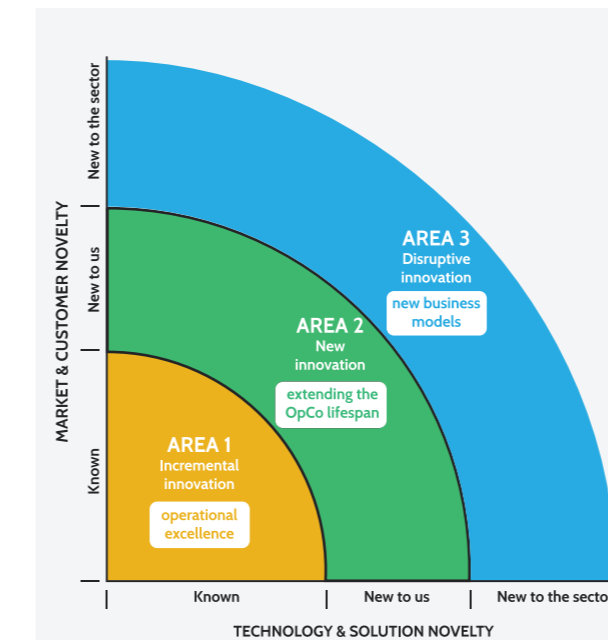 MARKET & CUSTOMER NOVELTY
New to the sector
New to us
Known
AREA 3
Disruptive
innovation
new business
models
AREA 2
New
innovation
extending the
OpCo lifespan
AREA 1
Incremental
innovation
operational
excellence
Known
New to us
New to the secto
TECHNOLOGY & SOLUTION NOVELTY